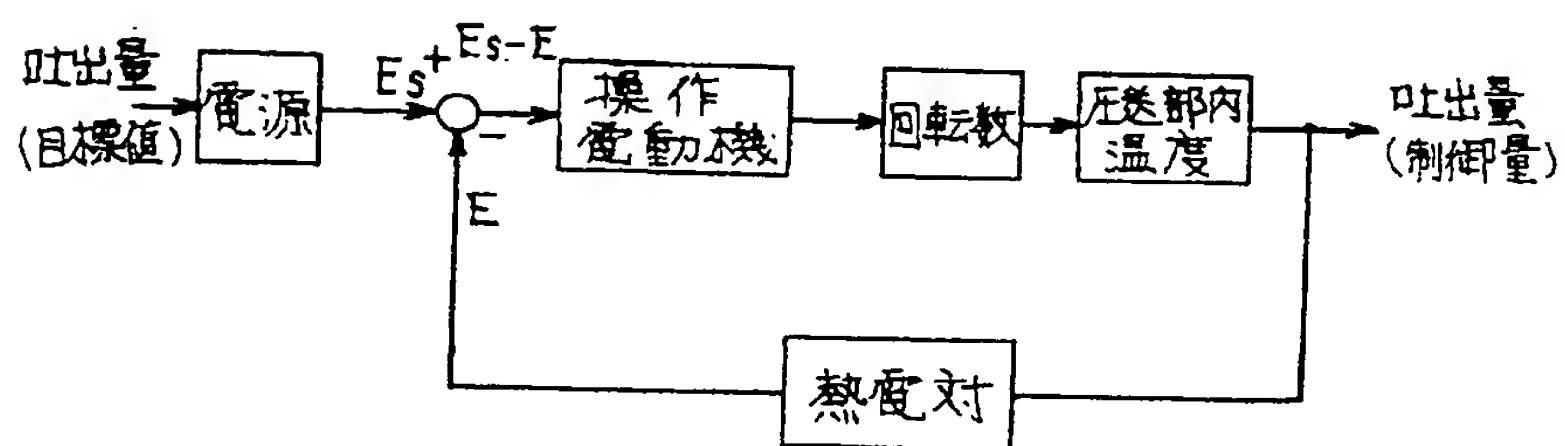 吐出量
(目標値)
電源
Es
+
Es-E
-
E
操作
電動機
回転数
圧送部内
温度
吐出量
(制御量)
熱電対